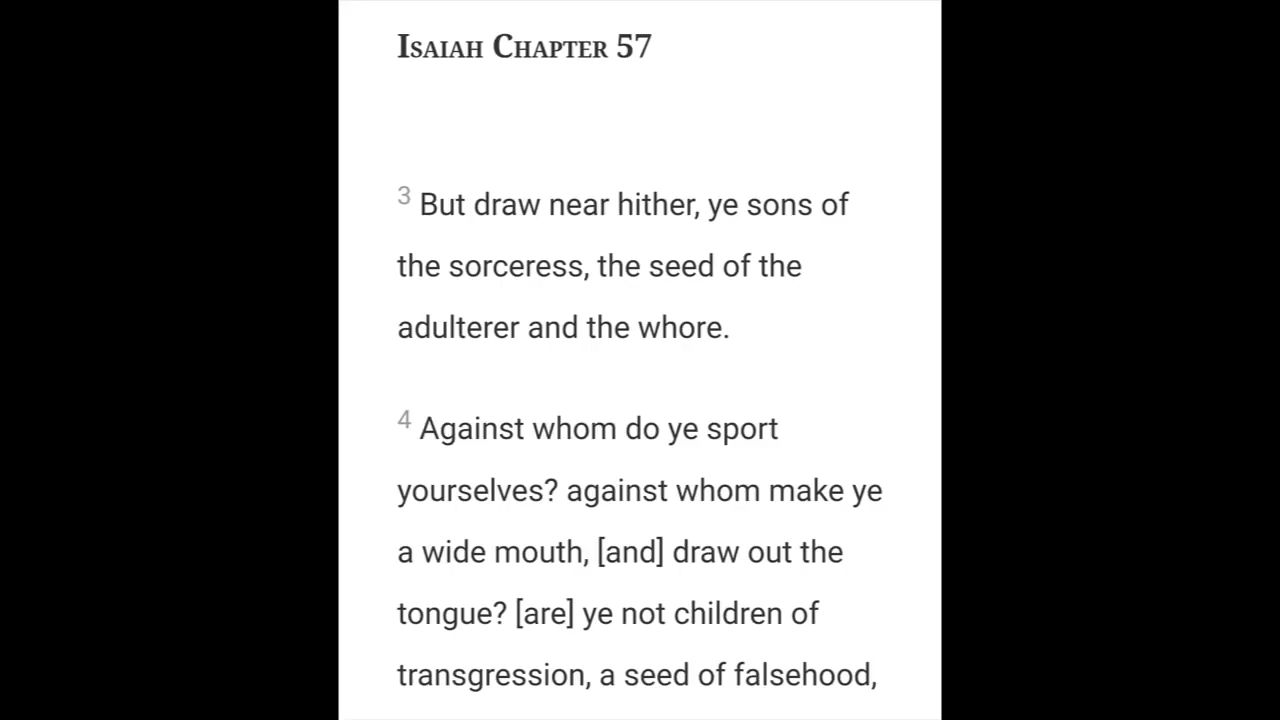 Isaiah Chapter 57
3 But draw near hither, ye sons of
the sorceress, the seed of the
adulterer and the whore.
4 Against whom do ye sport
yourselves? against whom make ye
a wide mouth, [and] draw out the
tongue? [are] ye not children of
transgression, a seed of falsehood,